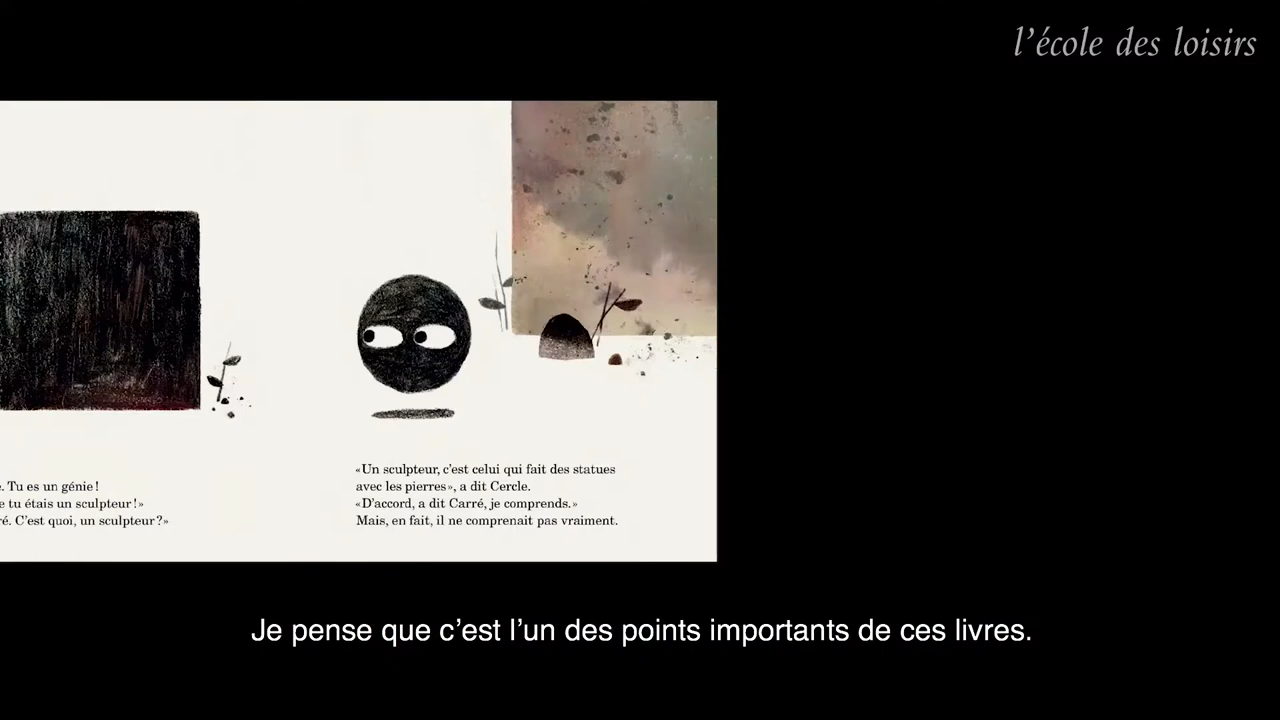 l'école des loisirs
. Tu es un génie !
e tu étais un sculpteur ! »
é. C'est quoi, un sculpteur ? »
« Un sculpteur, c'est celui qui fait des statues
avec les pierres », a dit Cercle.
« D'accord, a dit Carré, je comprends. »
Mais, en fait, il ne comprenait pas vraiment.
Je pense que c'est l'un des points importants de ces livres.